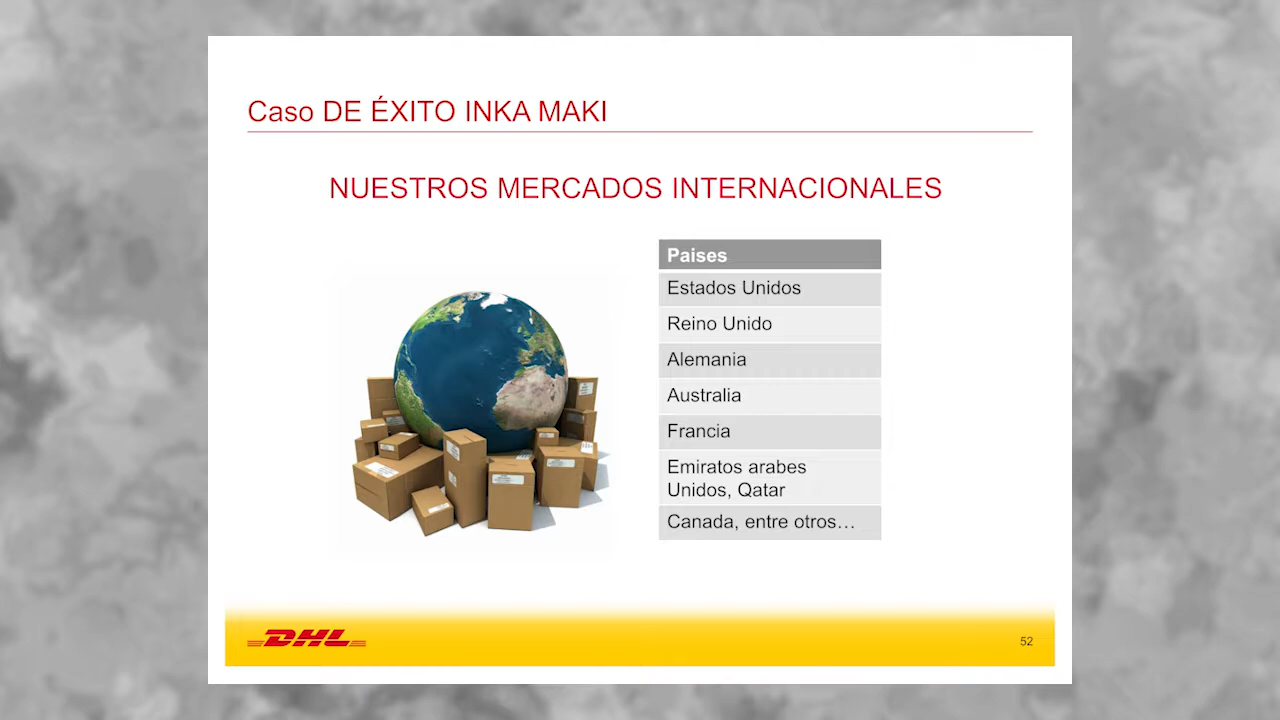 Caso DE ÉXITO INKA MAKI
NUESTROS MERCADOS INTERNACIONALES
Paises
Estados Unidos
Reino Unido
Alemania
Australia
Francia
Emiratos arabes
Unidos, Qatar
Canada, entre otros…
DHL
52